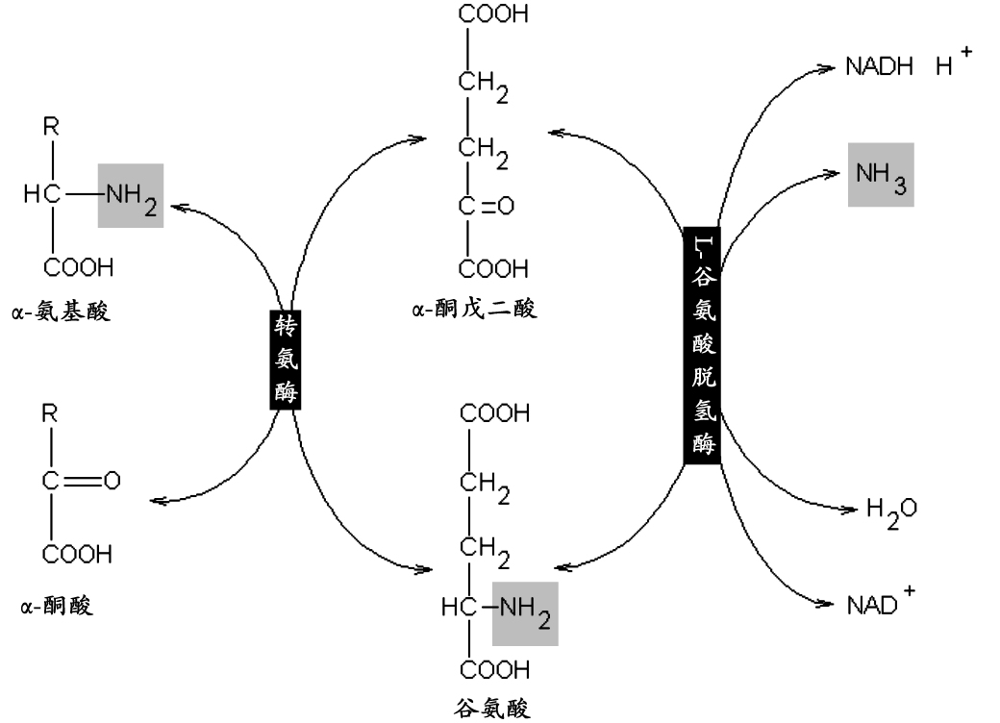 COOH
CH2
CH2
C=O
COOH
α-酮戊二酸
R
HC—NH2
COOH
α-氨基酸
转氨酶
R
C=O
COOH
α-酮酸
COOH
CH2
CH2
HC—NH2
COOH
谷氨酸
L-谷氨酸脱氢酶
NADH H+
NH3
H2O
NAD+